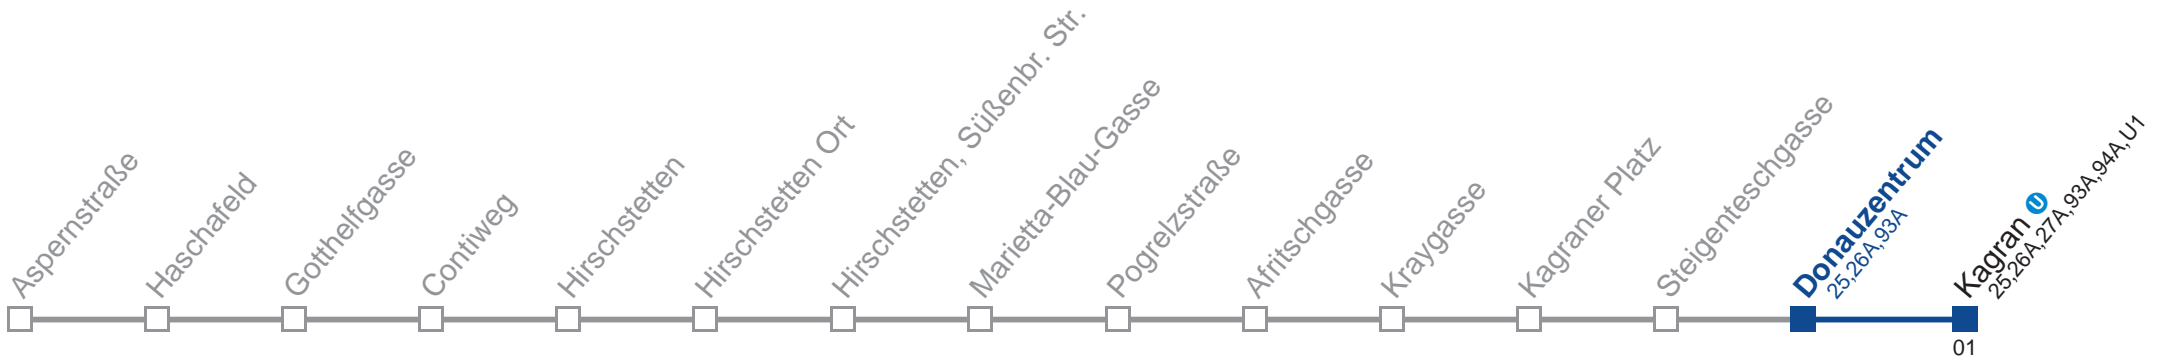 Aspernstraße
Haschafeld
Gotthelfgasse
Contiweg
Hirschstetten
Hirschstetten Ort
Hirschstetten, Süßenbr. Str.
Marietta-Blau-Gasse
Pogrelzstraße
Afritschgasse
Kraygasse
Kagraner Platz
Steigenteschgasse
Donauzentrum
25,26A,93A
Kagran U
25,26A,27A,93A,94A,U1
01